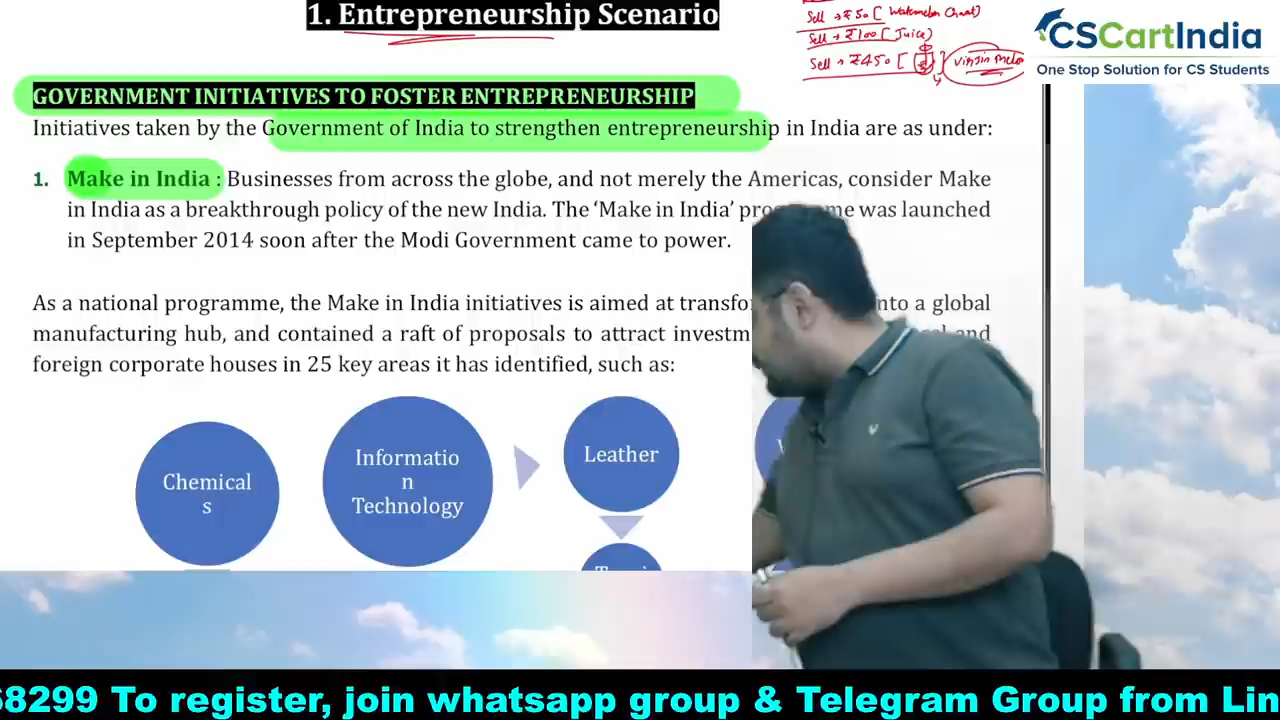 1. Entrepreneurship Scenario
Sell → ₹50 [ Watermelon Chaat)
Sell → ₹100 [ Juice)
Sell → ₹450 [
CSCartIndia
One Stop Solution for CS Students
GOVERNMENT INITIATIVES TO FOSTER ENTREPRENEURSHIP
Initiatives taken by the Government of India to strengthen entrepreneurship in India are as under:
1. Make in India : Businesses from across the globe, and not merely the Americas, consider Make
in India as a breakthrough policy of the new India. The ‘Make in India’ was launched
in September 2014 soon after the Modi Government came to power.
As a national programme, the Make in India initiatives is aimed at into a global
manufacturing hub, and contained a raft of proposals to attract and
foreign corporate houses in 25 key areas it has identified, such as:
Chemical
s
Informatio
n
Technology
Leather
68299 To register, join whatsapp group & Telegram Group from Lin